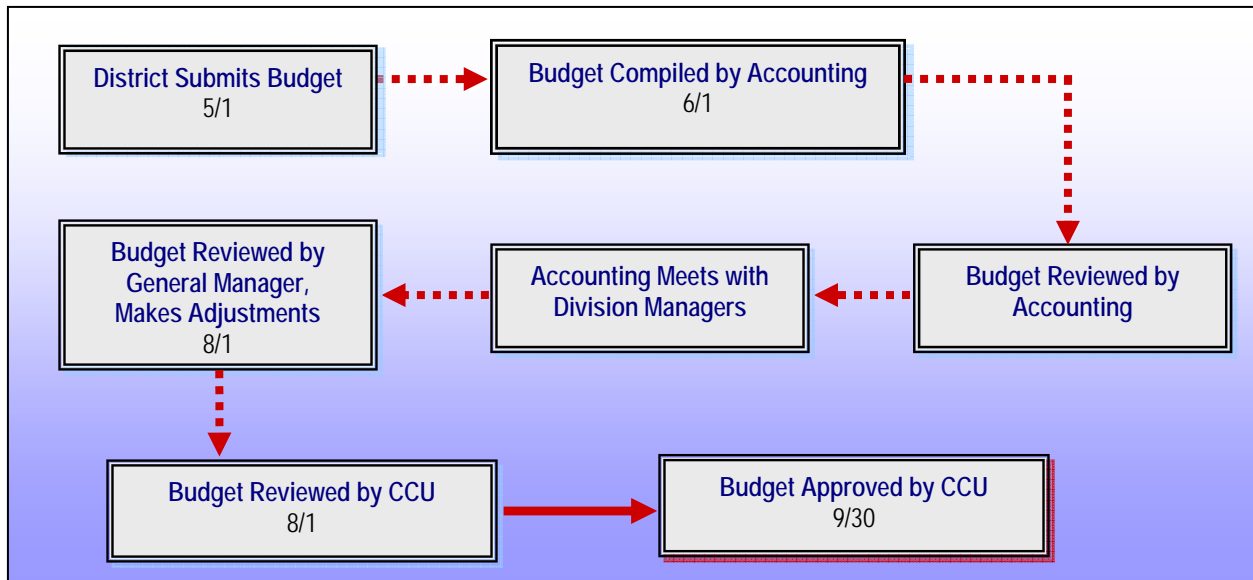 District Submits Budget
5/1
Budget Compiled by Accounting
6/1
Budget Reviewed by
Accounting
Accounting Meets with
Division Managers
Budget Reviewed by
General Manager,
Makes Adjustments
8/1
Budget Reviewed by CCU
8/1
Budget Approved by CCU
9/30